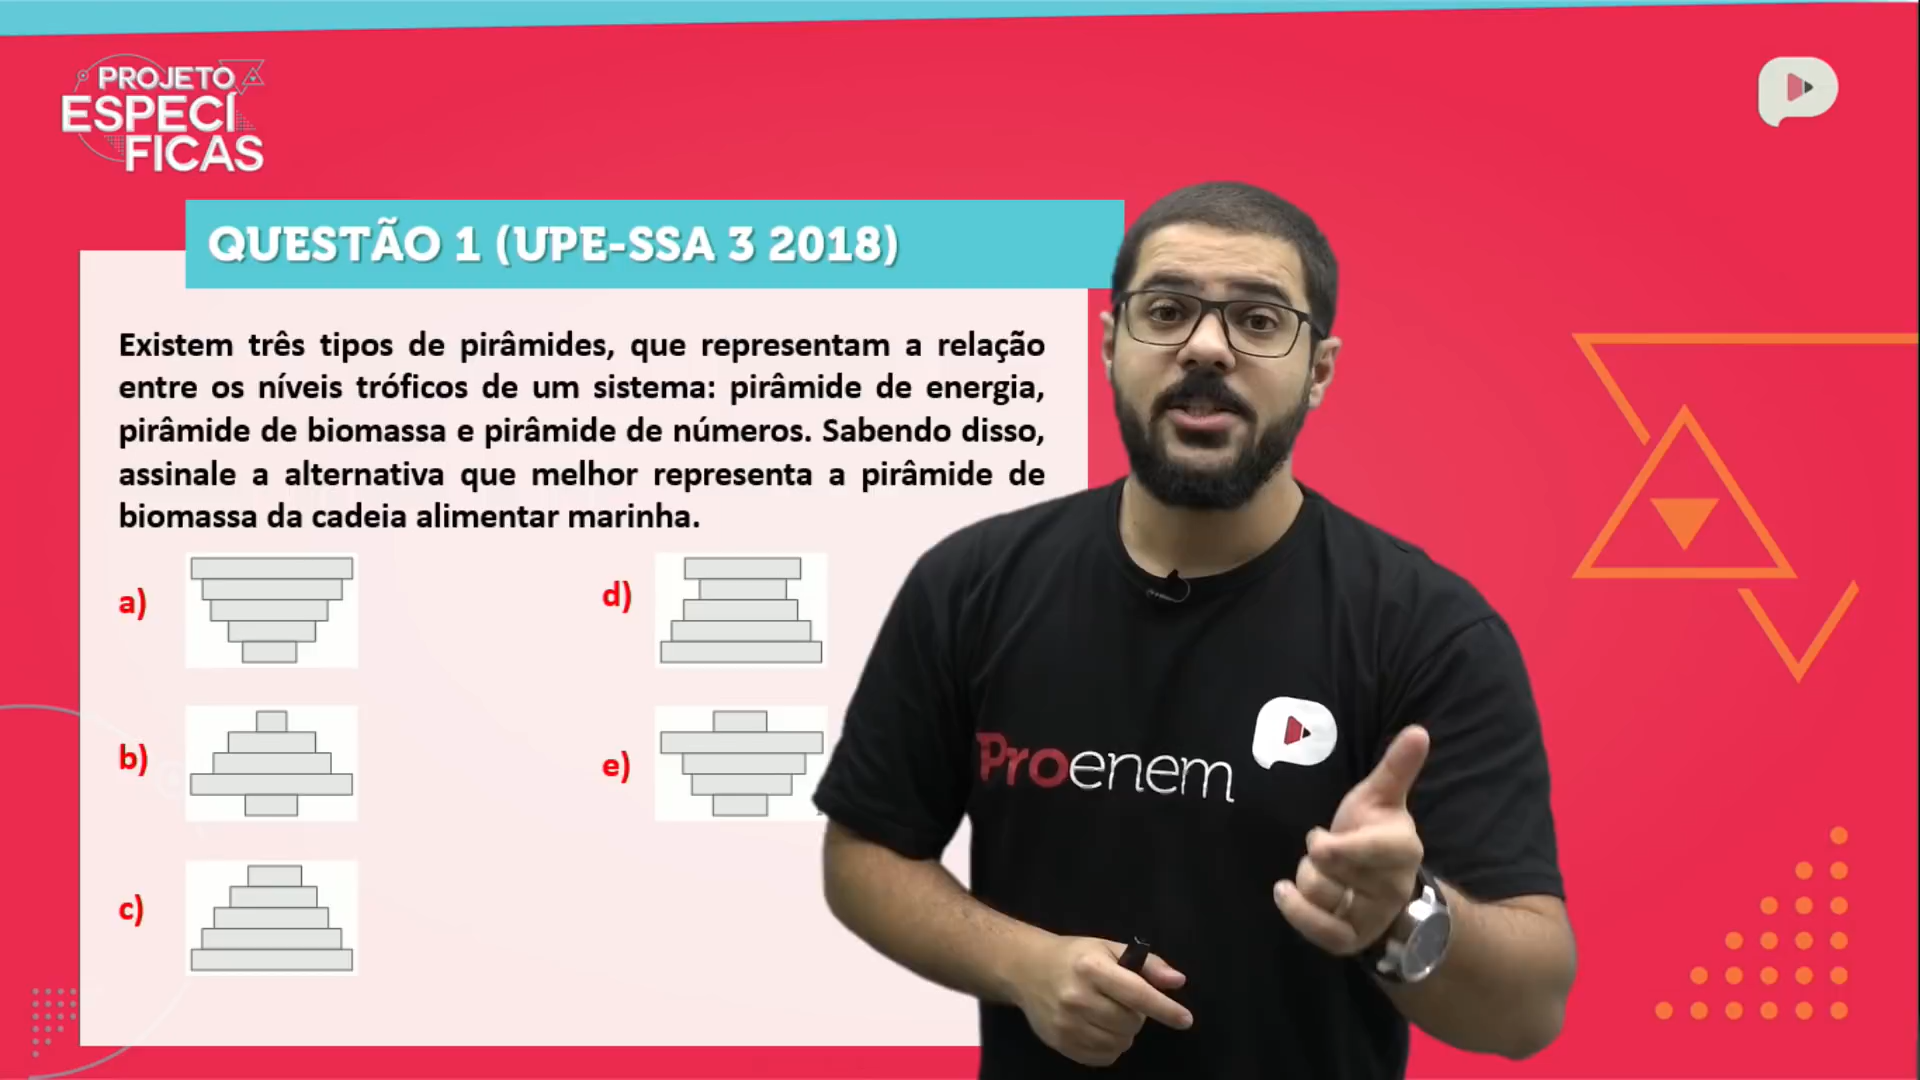 PROJETO
ESPECÍ
FICAS
QUESTÃO 1 (UPE-SSA 3 2018)
Existem três tipos de pirâmides, que representam a relação
entre os níveis tróficos de um sistema: pirâmide de energia,
pirâmide de biomassa e pirâmide de números. Sabendo disso,
assinale a alternativa que melhor representa a pirâmide de
biomassa da cadeia alimentar marinha.
a)
b)
c)
d)
e)
Proenem